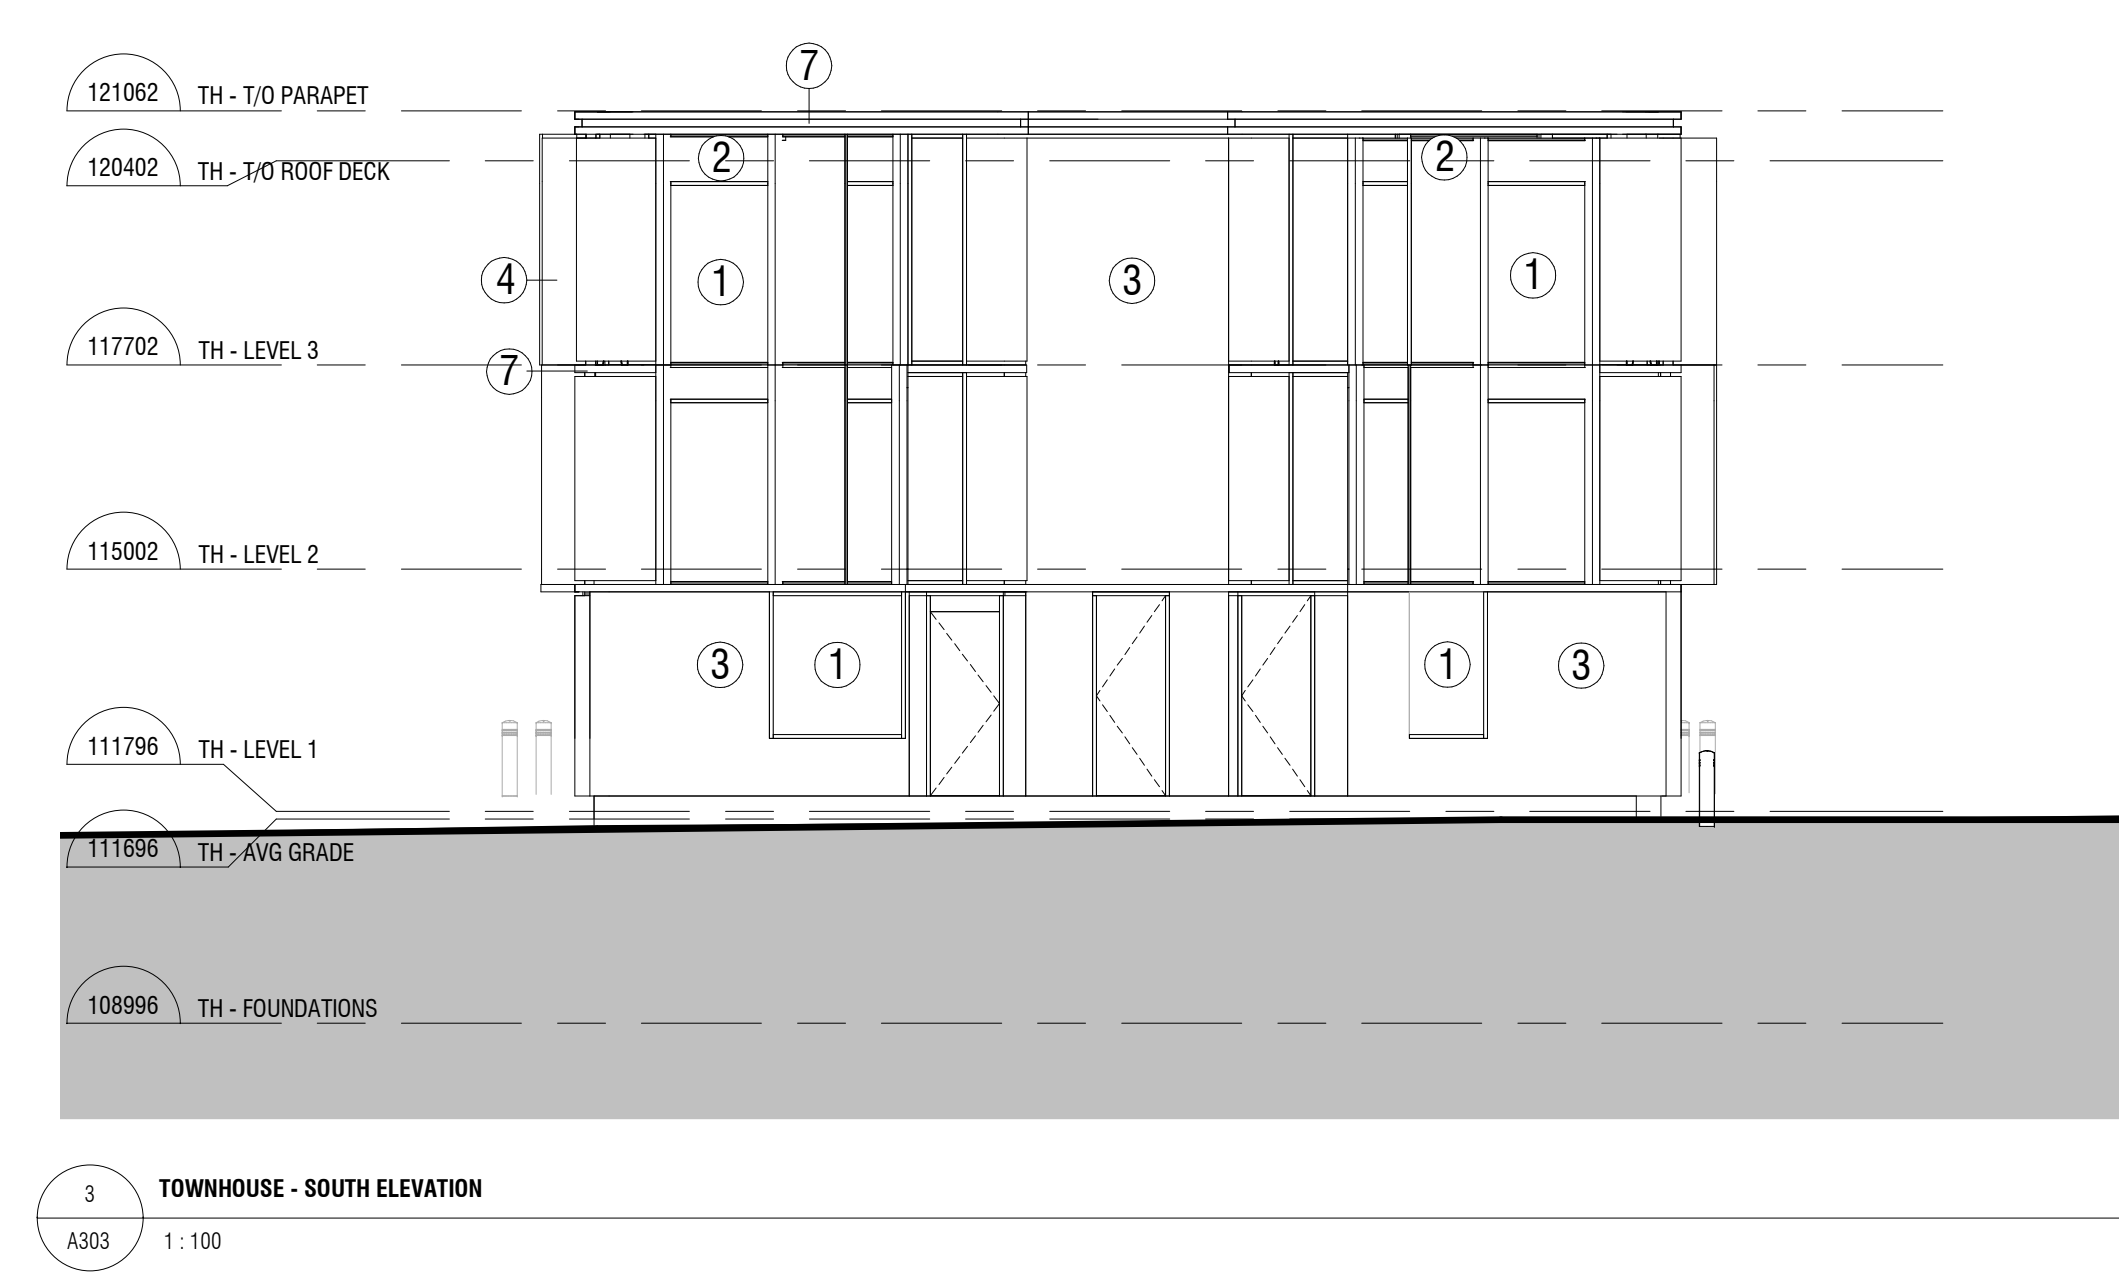 7
121062 TH - T/O PARAPET
2 2
120402 TH - T/O ROOF DECK
4 1 3 1
117702 TH - LEVEL 3
7
115002 TH - LEVEL 2
3 1 1 3
111796 TH - LEVEL 1
111696 TH - AVG GRADE
108996 TH - FOUNDATIONS
3 TOWNHOUSE - SOUTH ELEVATION
A303 1 : 100